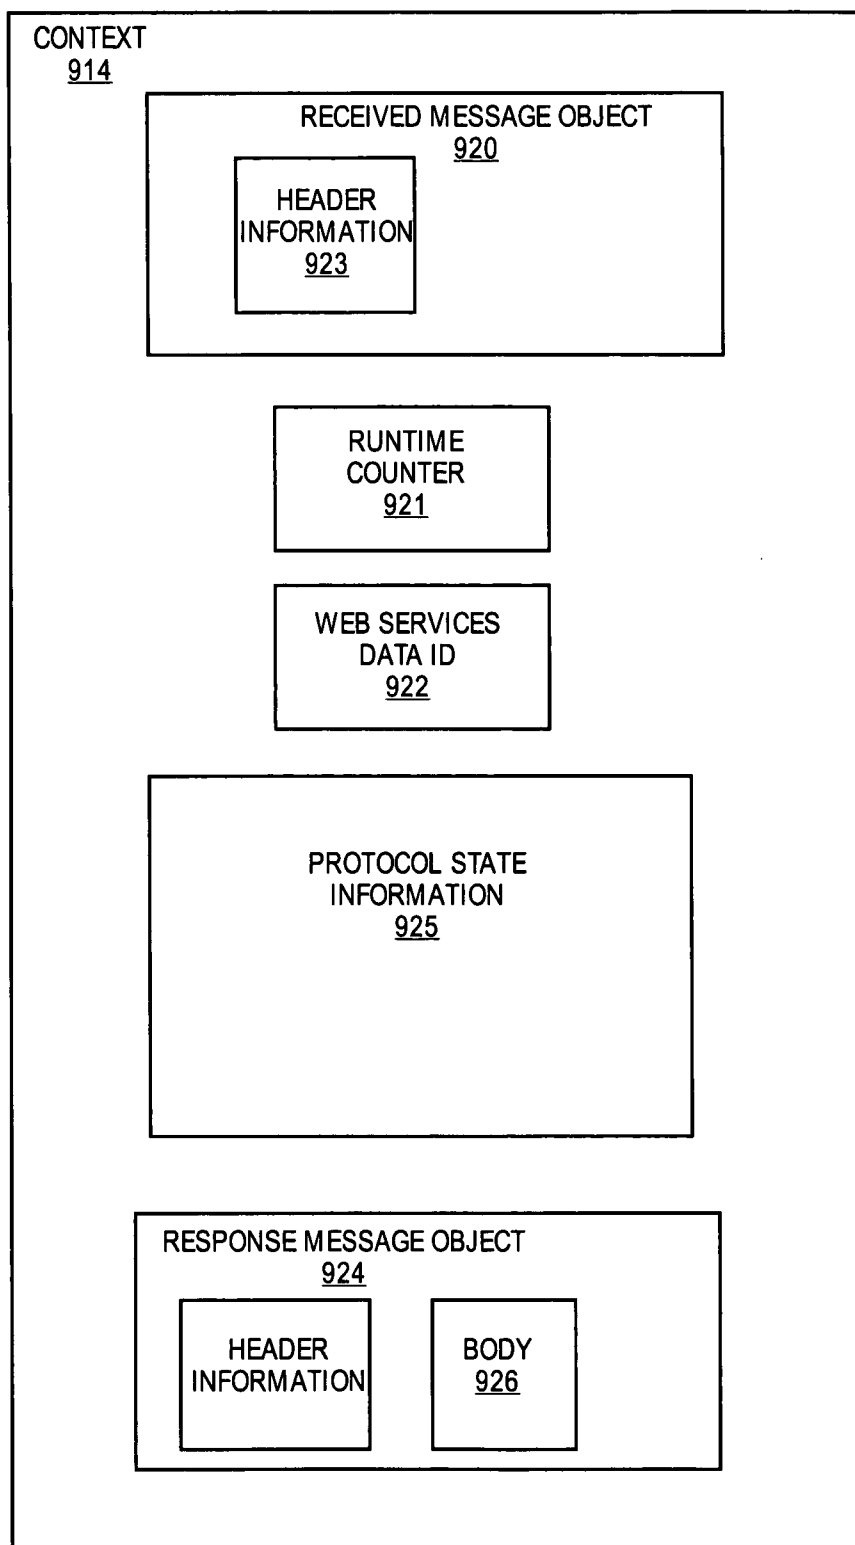 CONTEXT
914
RECEIVED MESSAGE OBJECT
920
HEADER
INFORMATION
923
RUNTIME
COUNTER
921
WEB SERVICES
DATA ID
922
PROTOCOL STATE
INFORMATION
925
RESPONSE MESSAGE OBJECT
924
HEADER
INFORMATION
BODY
926